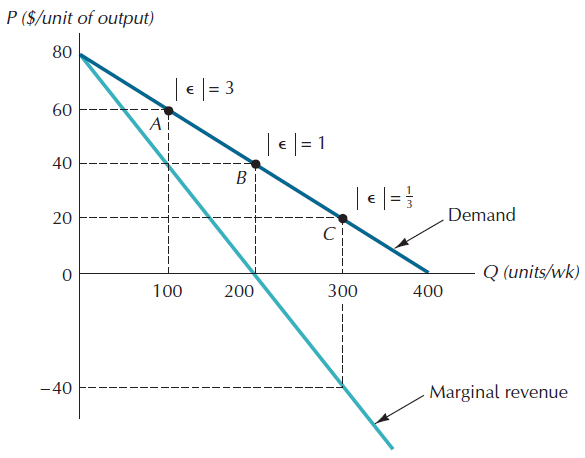 P ($/unit of output)
80
| ϵ | = 3
60
A
| ϵ | = 1
40
B
| ϵ | = 1/3
20
C
Demand
0
Q (units/wk)
100 200 300 400
−40
Marginal revenue